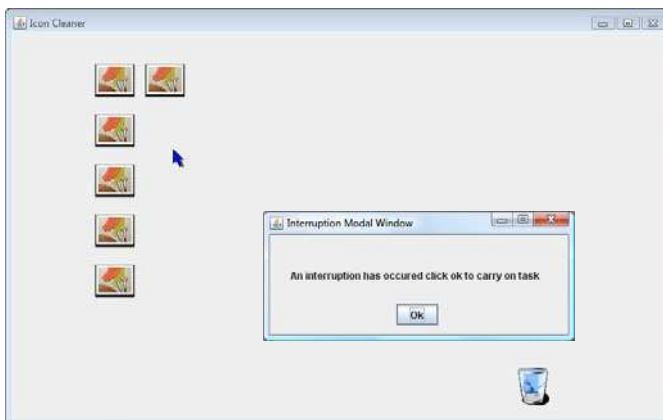 Icon Cleaner
Interruption Modal Window
An interruption has occured click ok to carry on task
Ok